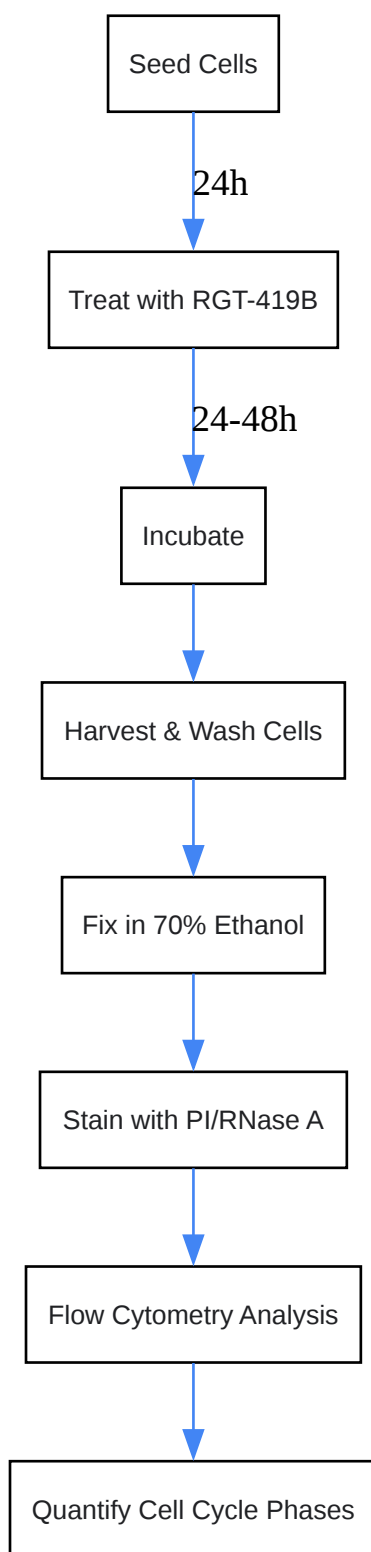 Seed Cells
24h
Treat with RGT-419B
24-48h
Incubate
Harvest & Wash Cells
Fix in 70% Ethanol
Stain with PI/RNase A
Flow Cytometry Analysis
Quantify Cell Cycle Phases